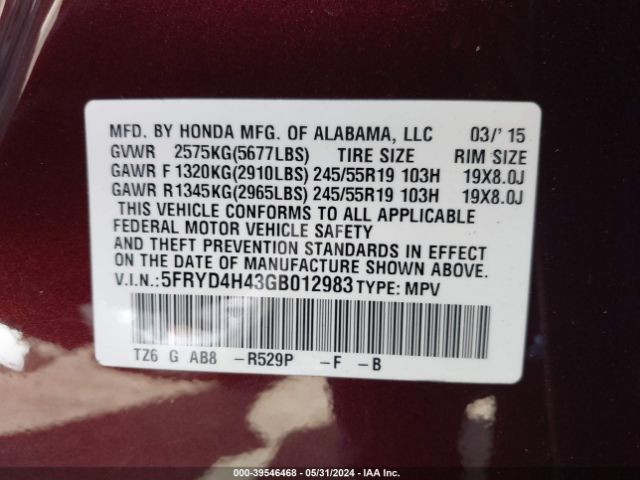 MFD. BY HONDA MFG. OF ALABAMA, LLC 03/' 15
GVWR 2575KG(5677LBS) TIRE SIZE RIM SIZE
GAWR F 1320KG(2910LBS) 245/55R19 103H 19X8.0J
GAWR R 1345KG(2965LBS) 245/55R19 103H 19X8.0J
THIS VEHICLE CONFORMS TO ALL APPLICABLE
FEDERAL MOTOR VEHICLE SAFETY
AND THEFT PREVENTION STANDARDS IN EFFECT
ON THE DATE OF MANUFACTURE SHOWN ABOVE.
V.I.N.: 5FRYD4H43GB012983 TYPE: MPV
TZ6 G AB8 –R529P –F –B
000-39546468 - 05/31/2024 - IAA Inc.